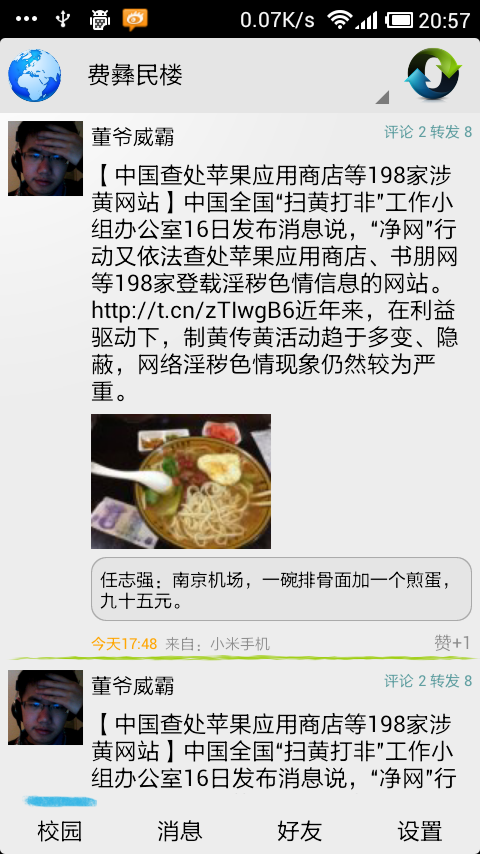 0.07K/s 20:57
费彝民楼
董爷威霸
评论 2 转发 8
【中国查处苹果应用商店等198家涉
黄网站】中国全国“扫黄打非”工作小
组办公室16日发布消息说，“净网”行
动又依法查处苹果应用商店、书朋网
等198家登载淫秽色情信息的网站。
http://t.cn/zTIwgB6近年来，在利益
驱动下，制黄传黄活动趋于多变、隐
蔽，网络淫秽色情现象仍然较为严
重。
任志强：南京机场，一碗排骨面加一个煎蛋，
九十五元。
今天17:48 来自：小米手机 赞+1
董爷威霸
评论 2 转发 8
【中国查处苹果应用商店等198家涉
黄网站】中国全国“扫黄打非”工作小
组办公室16日发布消息说，“净网”行
校园 消息 好友 设置